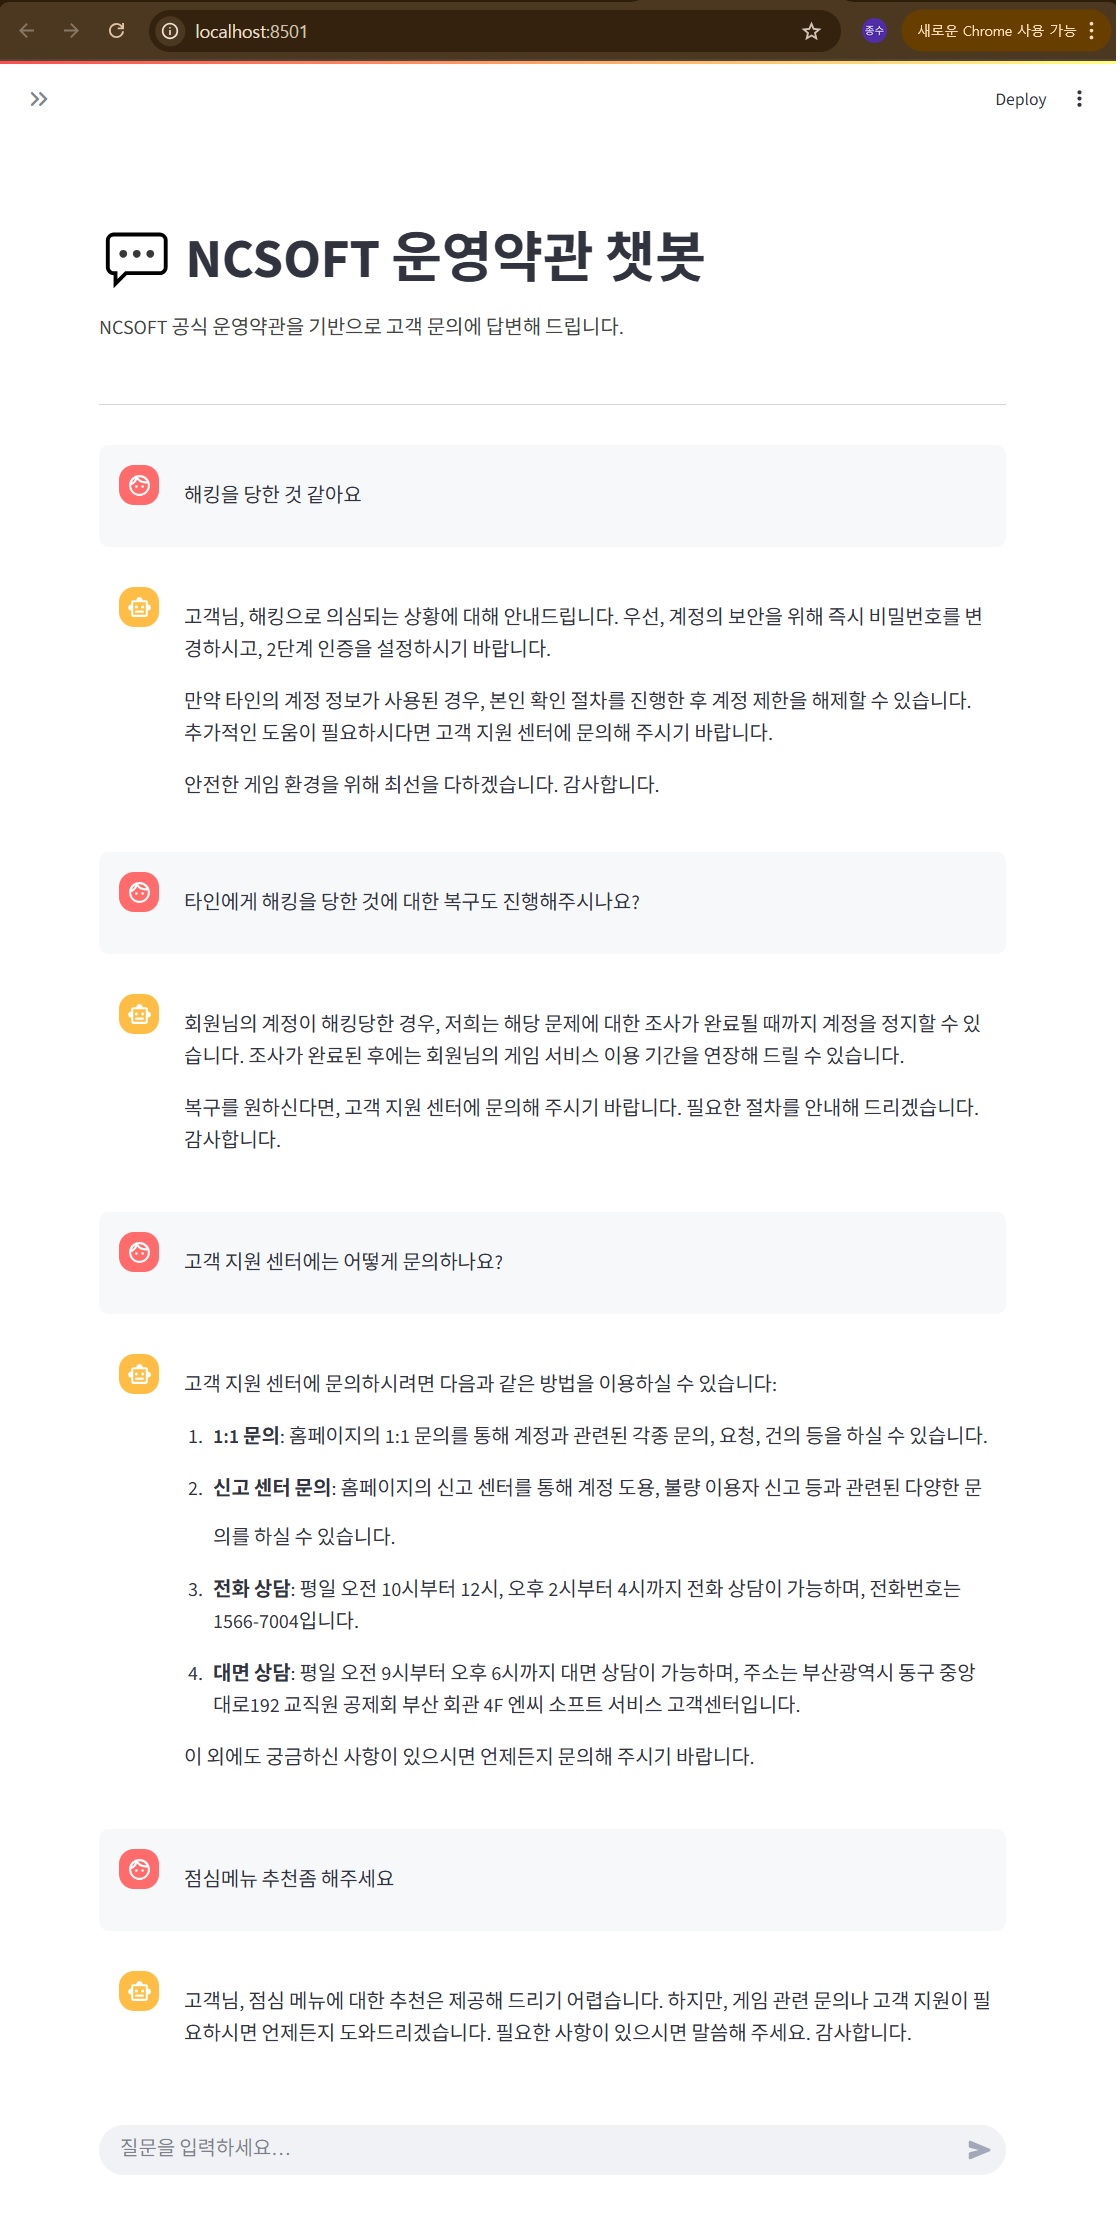 localhost:8501
종수
새로운 Chrome 사용 가능
Deploy
NCSOFT 운영약관 챗봇
NCSOFT 공식 운영약관을 기반으로 고객 문의에 답변해 드립니다.
해킹을 당한 것 같아요
고객님, 해킹으로 의심되는 상황에 대해 안내드립니다. 우선, 계정의 보안을 위해 즉시 비밀번호를 변
경하시고, 2단계 인증을 설정하시기 바랍니다.
만약 타인의 계정 정보가 사용된 경우, 본인 확인 절차를 진행한 후 계정 제한을 해제할 수 있습니다.
추가적인 도움이 필요하시다면 고객 지원 센터에 문의해 주시기 바랍니다.
안전한 게임 환경을 위해 최선을 다하겠습니다. 감사합니다.
타인에게 해킹을 당한 것에 대한 복구도 진행해주시나요?
회원님의 계정이 해킹당한 경우, 저희는 해당 문제에 대한 조사가 완료될 때까지 계정을 정지할 수 있
습니다. 조사가 완료된 후에는 회원님의 게임 서비스 이용 기간을 연장해 드릴 수 있습니다.
복구를 원하신다면, 고객 지원 센터에 문의해 주시기 바랍니다. 필요한 절차를 안내해 드리겠습니다.
감사합니다.
고객 지원 센터에는 어떻게 문의하나요?
고객 지원 센터에 문의하시려면 다음과 같은 방법을 이용하실 수 있습니다:
1. 1:1 문의: 홈페이지의 1:1 문의를 통해 계정과 관련된 각종 문의, 요청, 건의 등을 하실 수 있습니다.
2. 신고 센터 문의: 홈페이지의 신고 센터를 통해 계정 도용, 불량 이용자 신고 등과 관련된 다양한 문
의를 하실 수 있습니다.
3. 전화 상담: 평일 오전 10시부터 12시, 오후 2시부터 4시까지 전화 상담이 가능하며, 전화번호는
1566-7004입니다.
4. 대면 상담: 평일 오전 9시부터 오후 6시까지 대면 상담이 가능하며, 주소는 부산광역시 동구 중앙
대로192 교직원 공제회 부산 회관 4F 엔씨 소프트 서비스 고객센터입니다.
이 외에도 궁금하신 사항이 있으시면 언제든지 문의해 주시기 바랍니다.
점심메뉴 추천좀 해주세요
고객님, 점심 메뉴에 대한 추천은 제공해 드리기 어렵습니다. 하지만, 게임 관련 문의나 고객 지원이 필
요하시면 언제든지 도와드리겠습니다. 필요한 사항이 있으시면 말씀해 주세요. 감사합니다.
질문을 입력하세요...